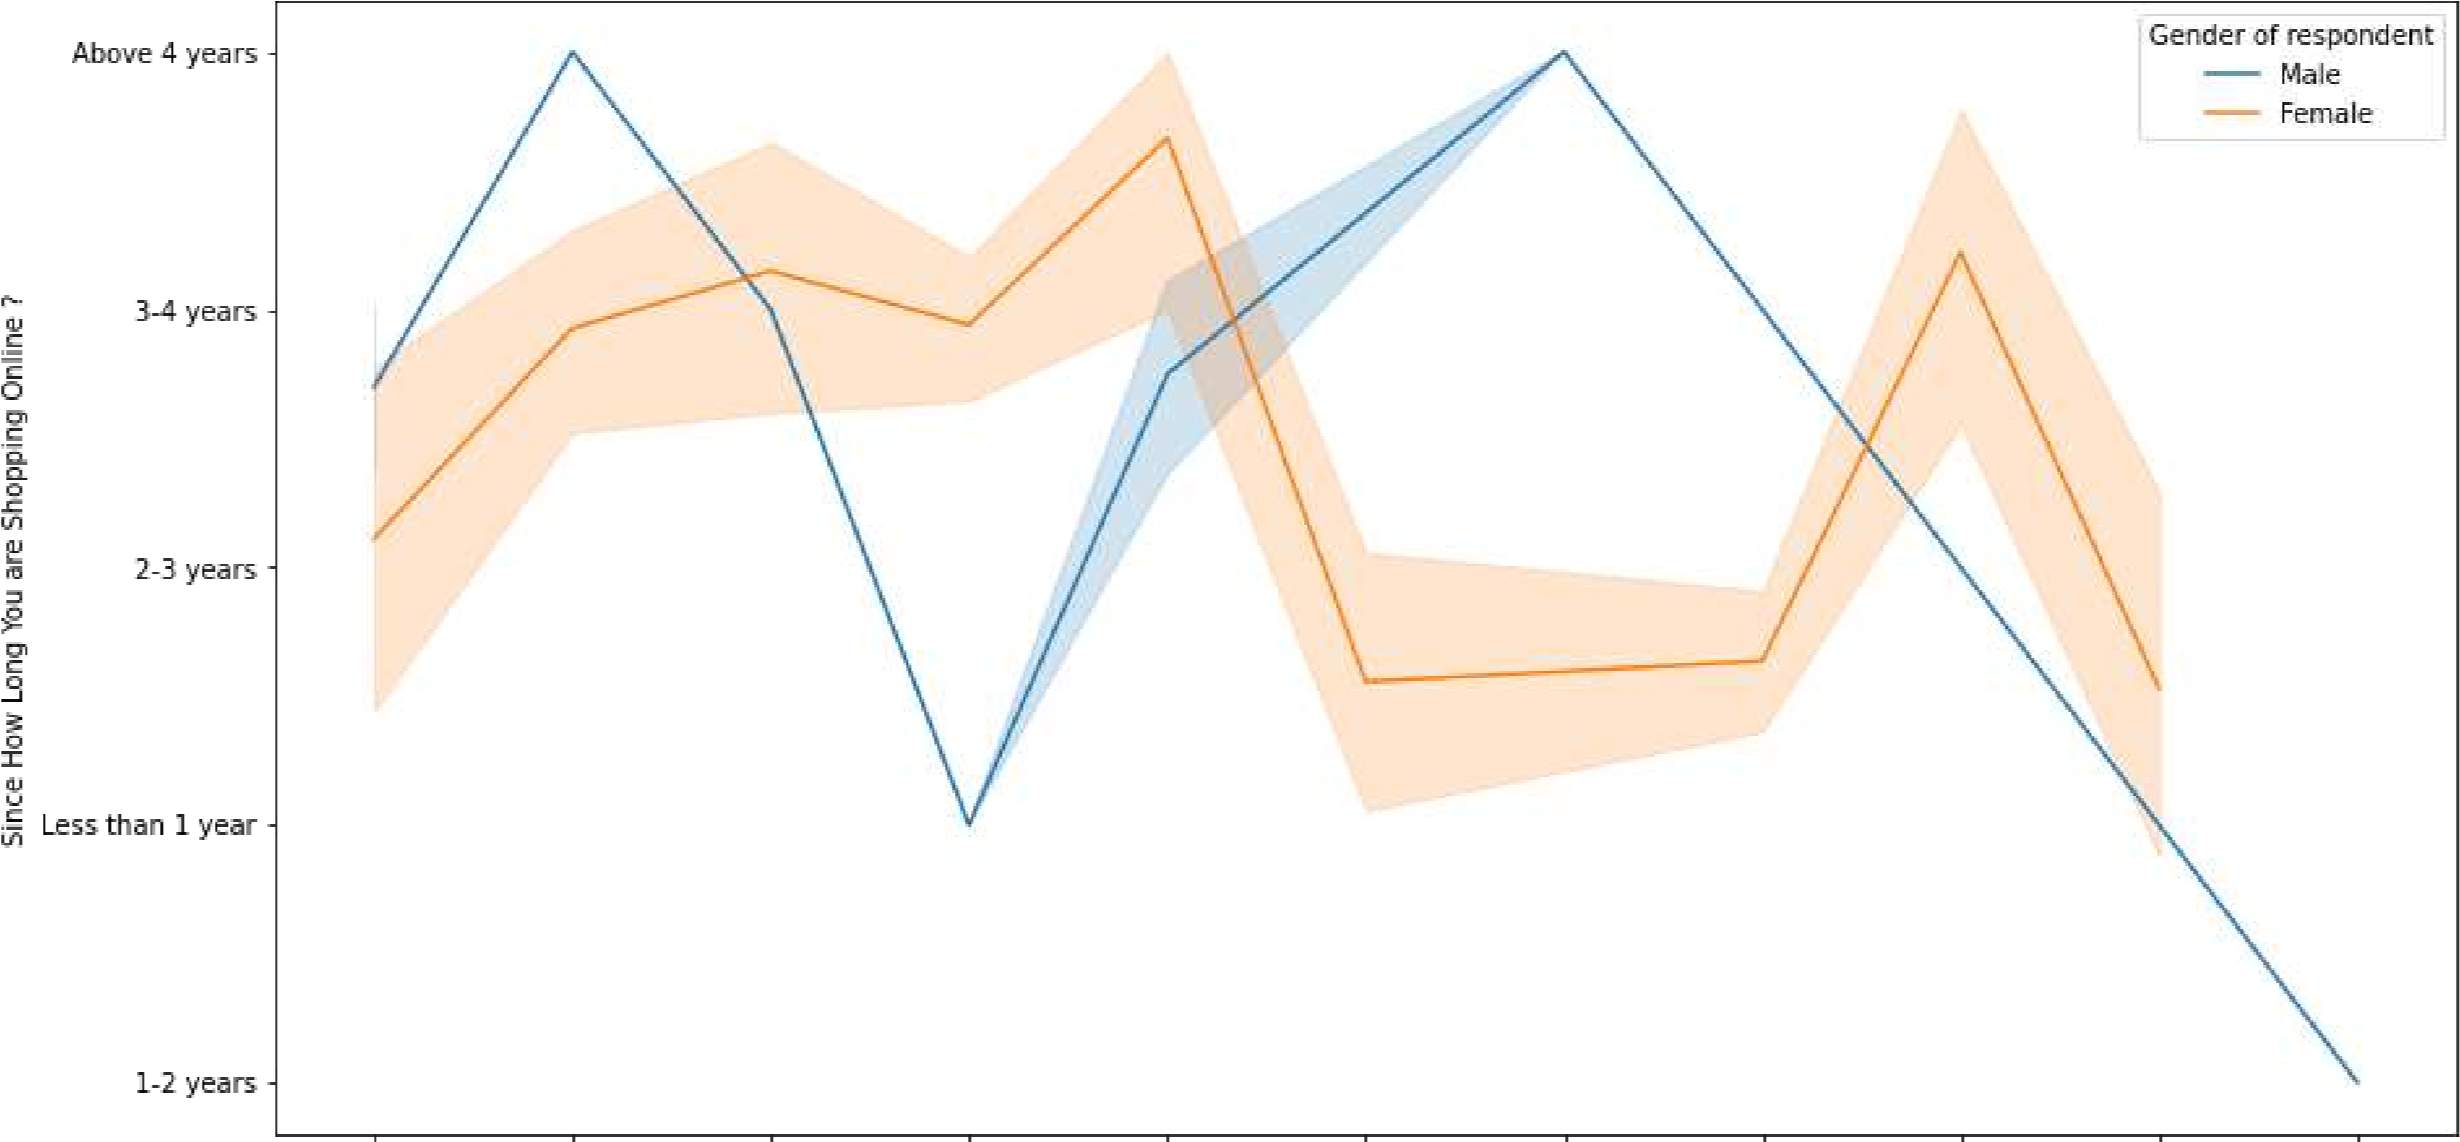 Since How Long You are Shopping Online ?
Above 4 years
3-4 years
2-3 years
Less than 1 year
1-2 years
Gender of respondent
Male
Female